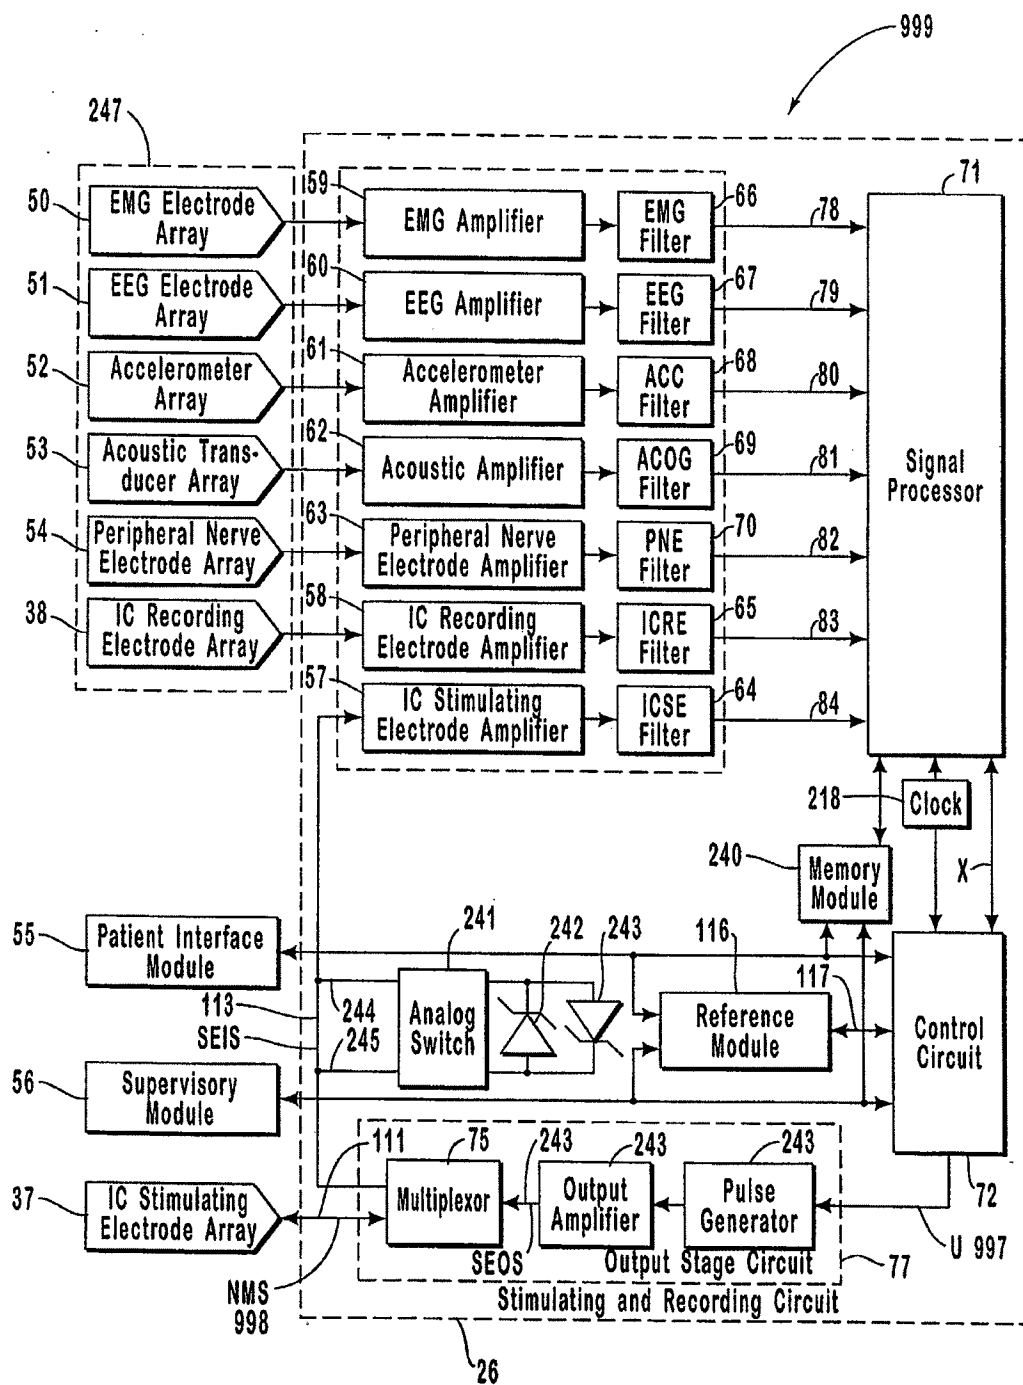 999
247
50
EMG Electrode
Array
59
EMG Amplifier
EMG
Filter
66
78
71
51
EEG Electrode
Array
60
EEG Amplifier
EEG
Filter
67
79
52
Accelerometer
Array
61
Accelerometer
Amplifier
ACC
Filter
68
80
53
Acoustic Trans-
ducer Array
62
Acoustic Amplifier
ACOG
Filter
69
81
Signal
Processor
54
Peripheral Nerve
Electrode Array
63
Peripheral Nerve
Electrode Amplifier
PNE
Filter
70
82
38
IC Recording
Electrode Array
58
IC Recording
Electrode Amplifier
ICRE
Filter
65
83
57
IC Stimulating
Electrode Amplifier
ICSE
Filter
64
84
218
Clock
240
Memory
Module
X
55
Patient Interface
Module
241
242
243
116
117
113
SEIS
244
245
Analog
Switch
Reference
Module
Control
Circuit
56
Supervisory
Module
111
75
243
243
243
72
37
IC Stimulating
Electrode Array
Multiplexor
Output
Amplifier
Pulse
Generator
U 997
SEOS
Output Stage Circuit
77
NMS
998
Stimulating and Recording Circuit
26